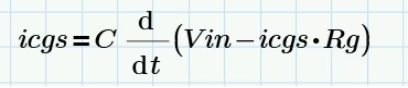 icgs = C d/dt (Vin − icgs · Rg)